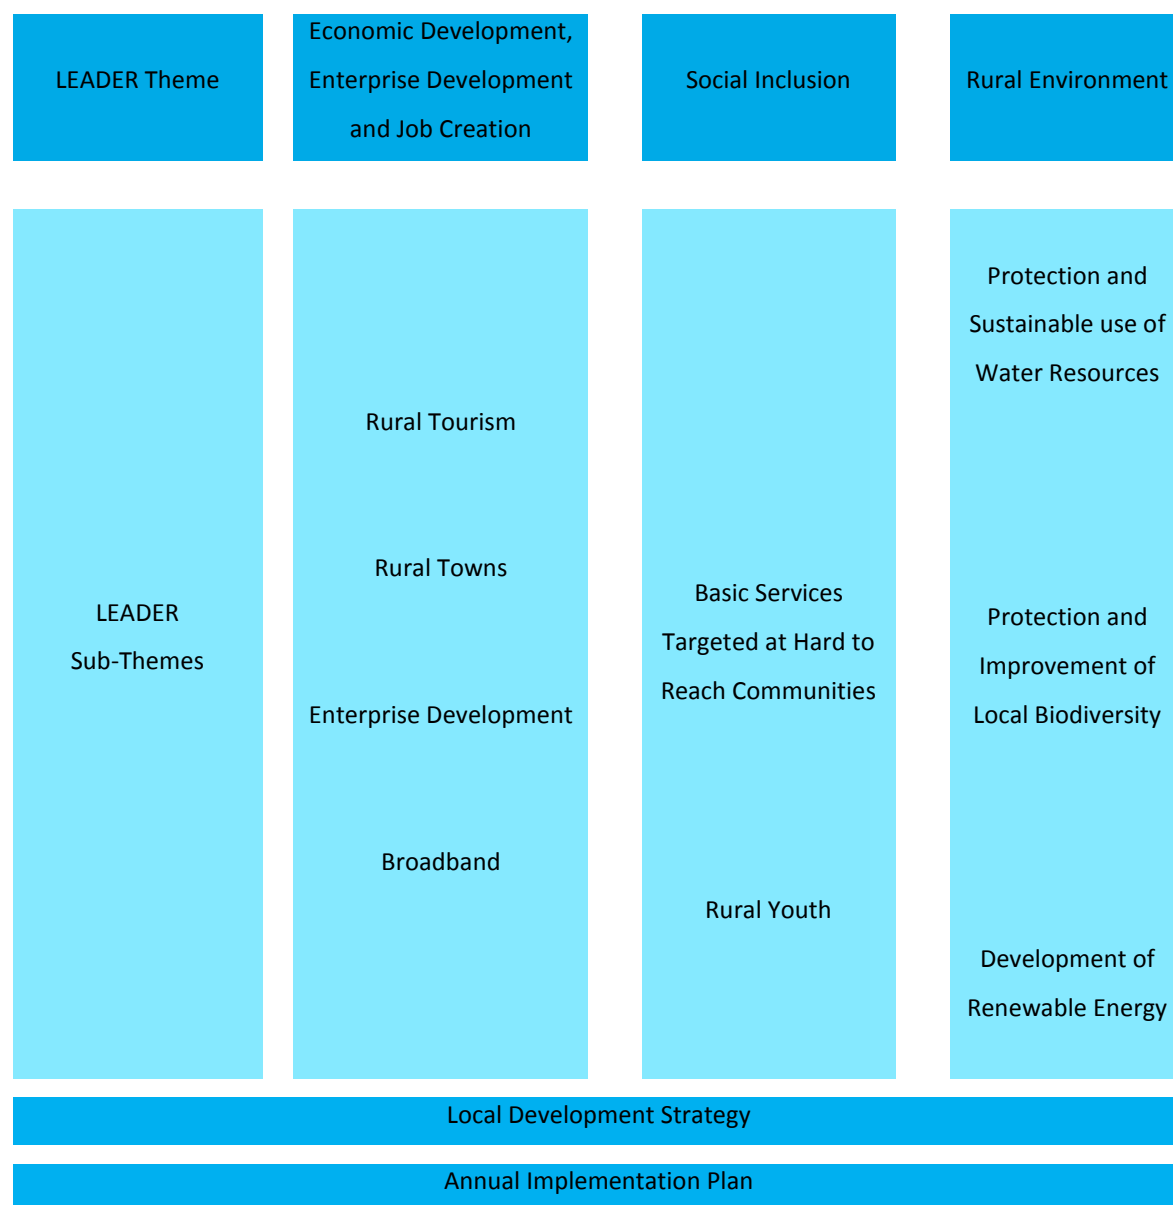 LEADER Theme
Economic Development,
Enterprise Development
and Job Creation
Social Inclusion
Rural Environment
LEADER
Sub-Themes
Rural Tourism
Rural Towns
Enterprise Development
Broadband
Basic Services
Targeted at Hard to
Reach Communities
Rural Youth
Protection and
Sustainable use of
Water Resources
Protection and
Improvement of
Local Biodiversity
Development of
Renewable Energy
Local Development Strategy
Annual Implementation Plan